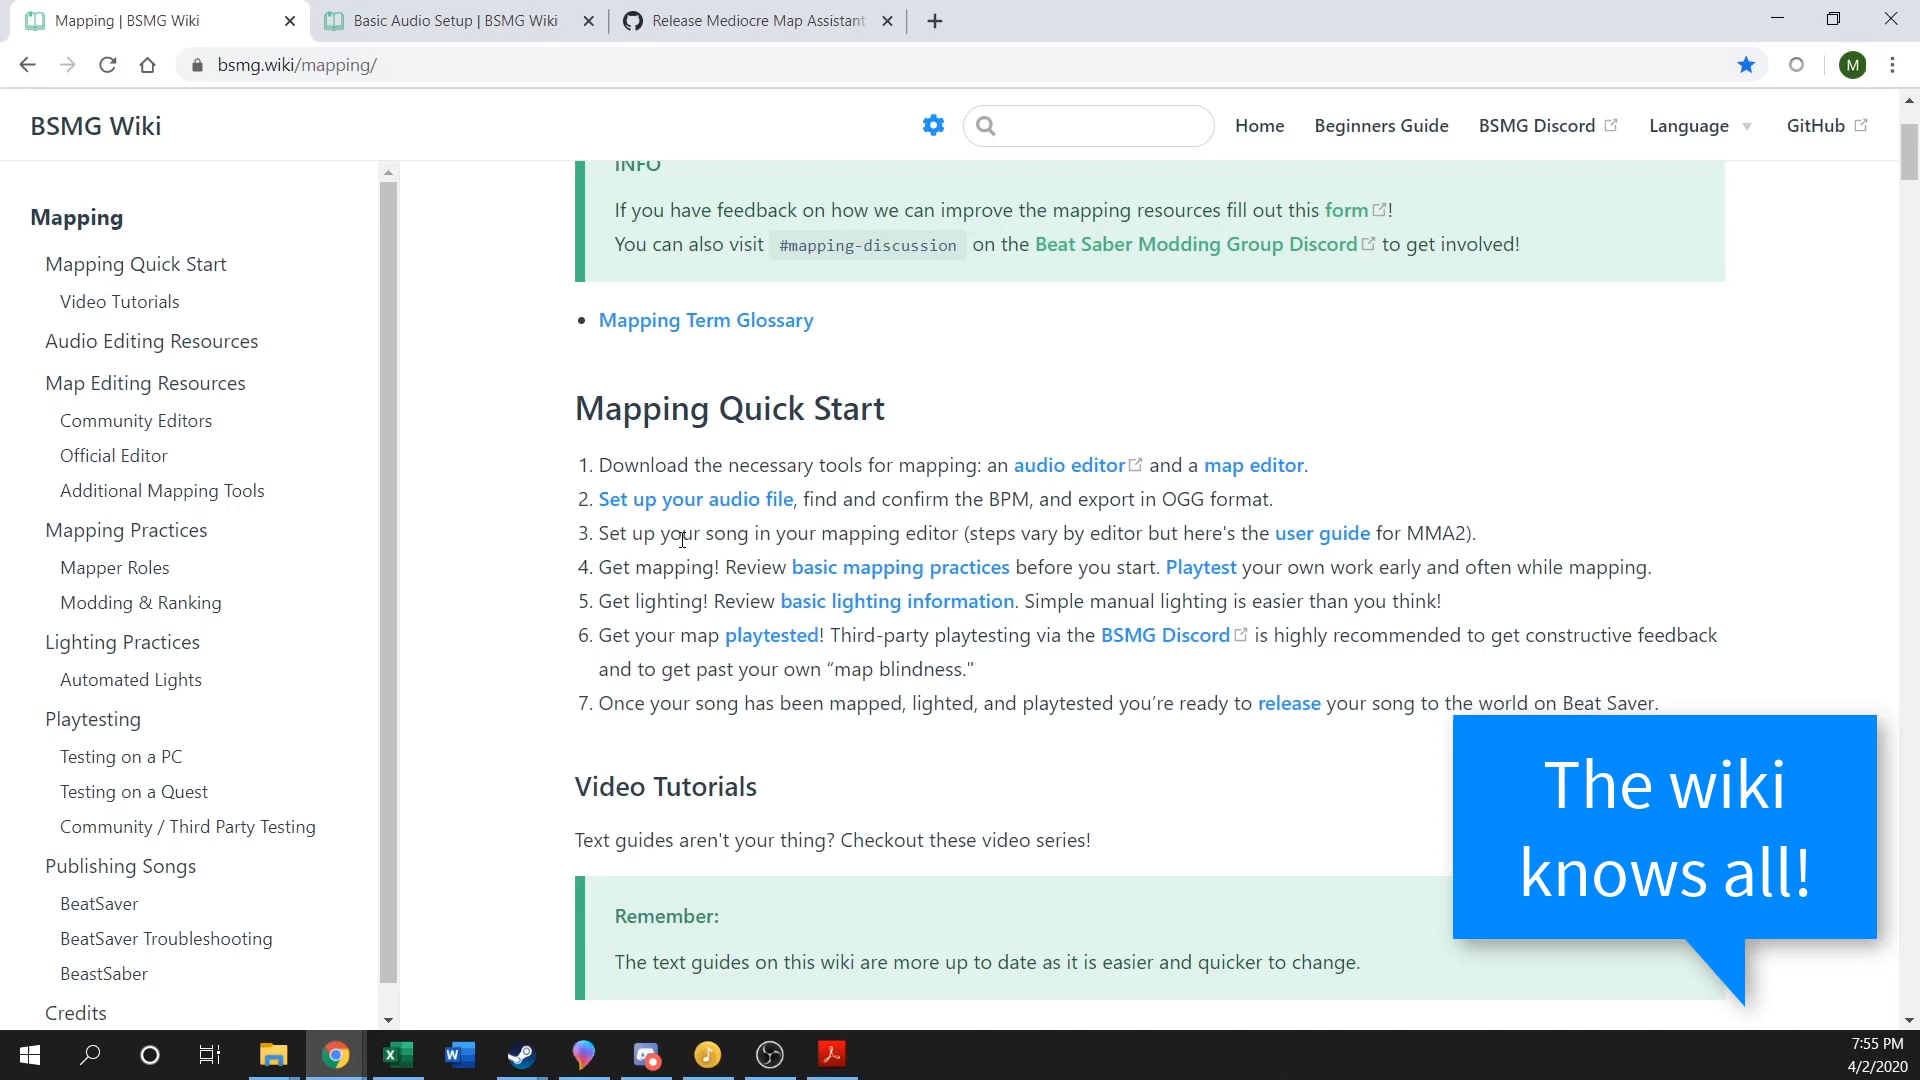 Mapping | BSMG Wiki
Basic Audio Setup | BSMG Wiki
Release Mediocre Map Assistant
bsmg.wiki/mapping/
M
BSMG Wiki
Home
Beginners Guide
BSMG Discord
Language
GitHub
Mapping
Mapping Quick Start
Video Tutorials
Audio Editing Resources
Map Editing Resources
Community Editors
Official Editor
Additional Mapping Tools
Mapping Practices
Mapper Roles
Modding & Ranking
Lighting Practices
Automated Lights
Playtesting
Testing on a PC
Testing on a Quest
Community / Third Party Testing
Publishing Songs
BeatSaver
BeatSaver Troubleshooting
BeastSaber
Credits
INFO
If you have feedback on how we can improve the mapping resources fill out this form!
You can also visit #mapping-discussion on the Beat Saber Modding Group Discord to get involved!
• Mapping Term Glossary
Mapping Quick Start
1. Download the necessary tools for mapping: an audio editor and a map editor.
2. Set up your audio file, find and confirm the BPM, and export in OGG format.
3. Set up your song in your mapping editor (steps vary by editor but here's the user guide for MMA2).
4. Get mapping! Review basic mapping practices before you start. Playtest your own work early and often while mapping.
5. Get lighting! Review basic lighting information. Simple manual lighting is easier than you think!
6. Get your map playtested! Third-party playtesting via the BSMG Discord is highly recommended to get constructive feedback
and to get past your own “map blindness."
7. Once your song has been mapped, lighted, and playtested you’re ready to release your song to the world on Beat Saver.
Video Tutorials
Text guides aren't your thing? Checkout these video series!
Remember:
The text guides on this wiki are more up to date as it is easier and quicker to change.
The wiki
knows all!
7:55 PM
4/2/2020